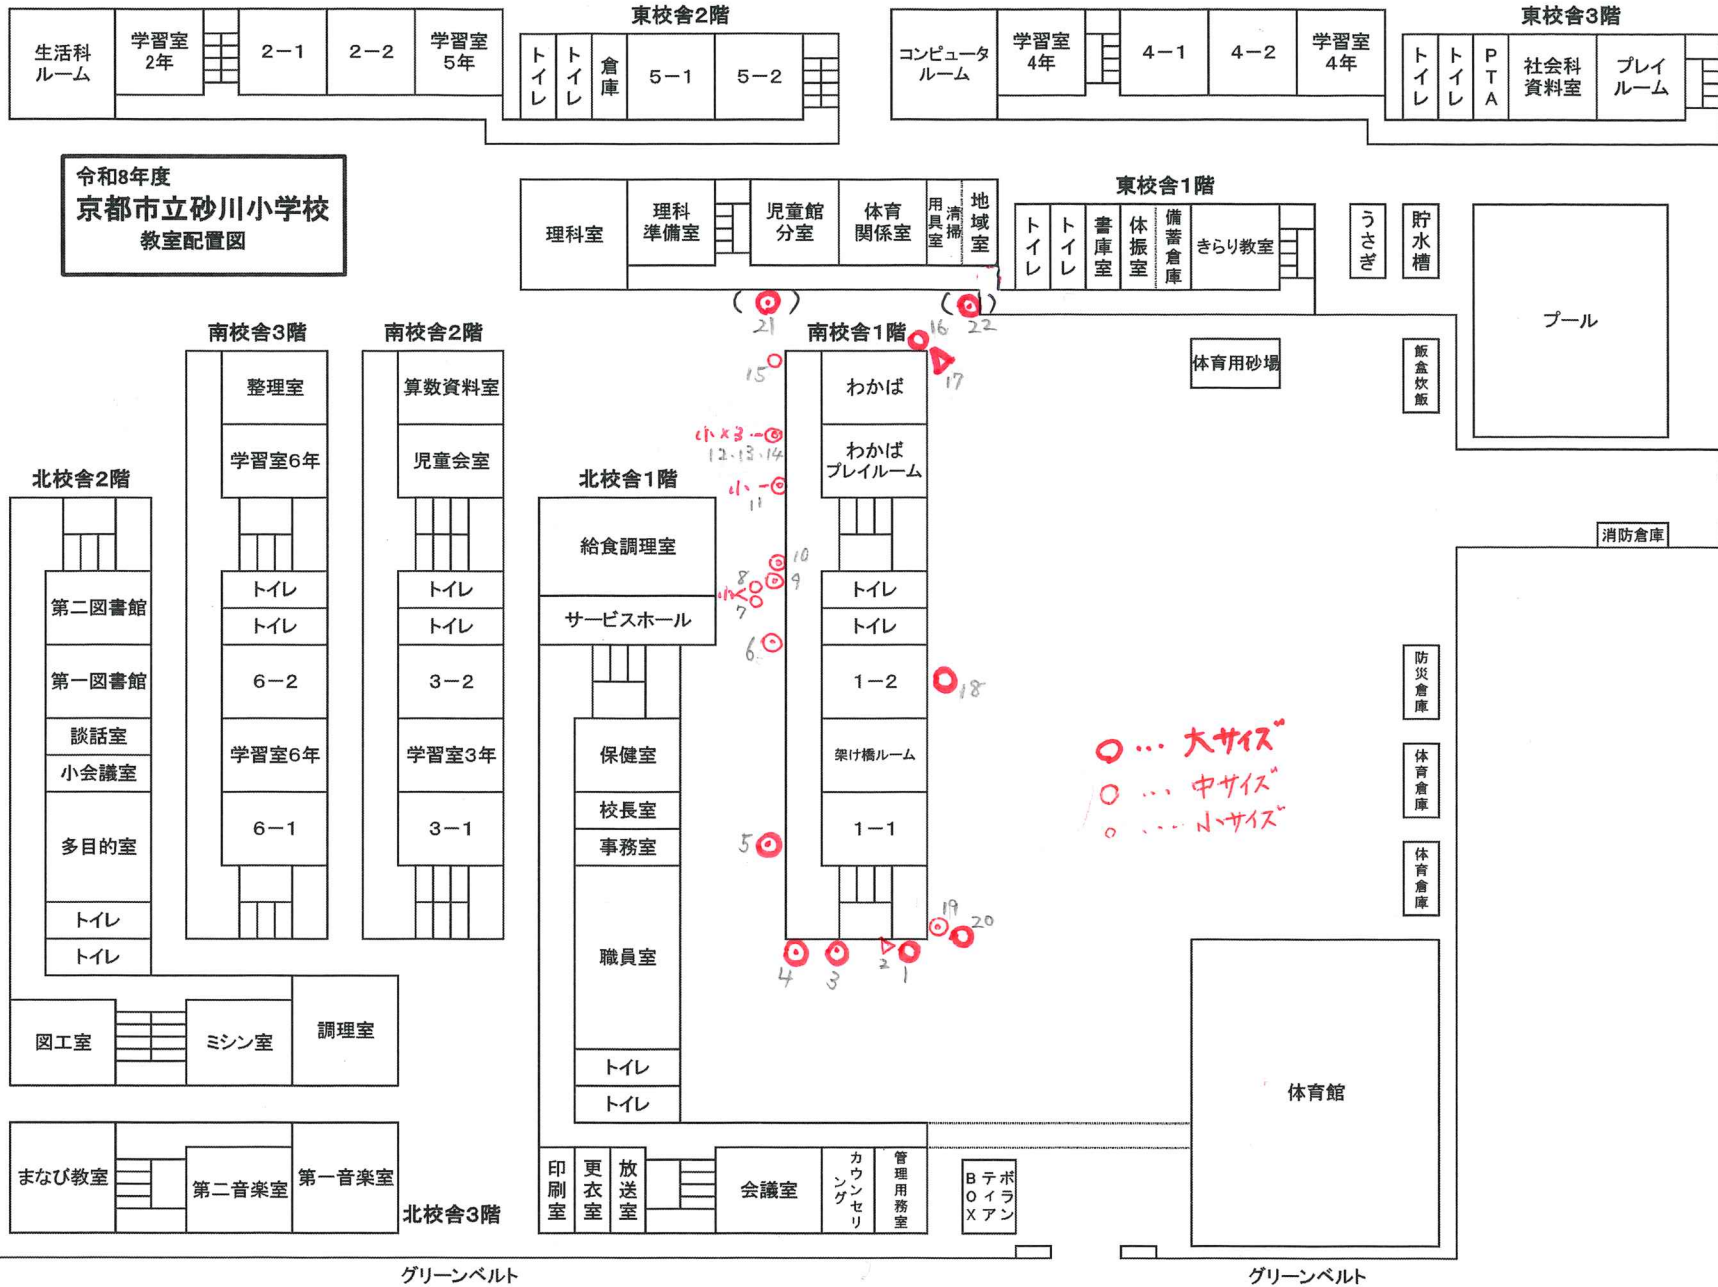 東校舎2階
東校舎3階
生活科
ルーム
学習室
2年
2-1
2-2
学習室
5年
トイレ
トイレ
倉庫
5-1
5-2
コンピュータ
ルーム
学習室
4年
4-1
4-2
学習室
4年
トイレ
トイレ
PTA
社会科
資料室
プレイ
ルーム
令和8年度
京都市立砂川小学校
教室配置図
東校舎1階
理科室
理科
準備室
児童館
分室
体育
関係室
清掃
用具室
地域室
トイレ
トイレ
書庫室
体振室
備蓄倉庫
きらり教室
うさぎ
貯水槽
プール
( )
21
( )
22
南校舎3階
南校舎2階
南校舎1階
16
17
15
体育用砂場
飯盒炊飯
整理室
算数資料室
わかば
学習室6年
児童会室
わかば
プレイルーム
小×3
12.13.14
小
11
北校舎2階
北校舎1階
給食調理室
消防倉庫
10
9
8
小
7
トイレ
トイレ
トイレ
第二図書館
サービスホール
トイレ
トイレ
トイレ
6
第一図書館
6-2
3-2
1-2
18
防災倉庫
談話室
小会議室
学習室6年
学習室3年
保健室
架け橋ルーム
○…大サイズ
○…中サイズ
○…小サイズ
体育倉庫
多目的室
6-1
3-1
校長室
事務室
5
1-1
体育倉庫
トイレ
トイレ
職員室
19
20
4
3
2
1
図工室
ミシン室
調理室
トイレ
トイレ
体育館
まなび教室
第二音楽室
第一音楽室
北校舎3階
印刷室
更衣室
放送室
会議室
カウンセリング
管理用務室
ボランティアBOX
グリーンベルト
グリーンベルト